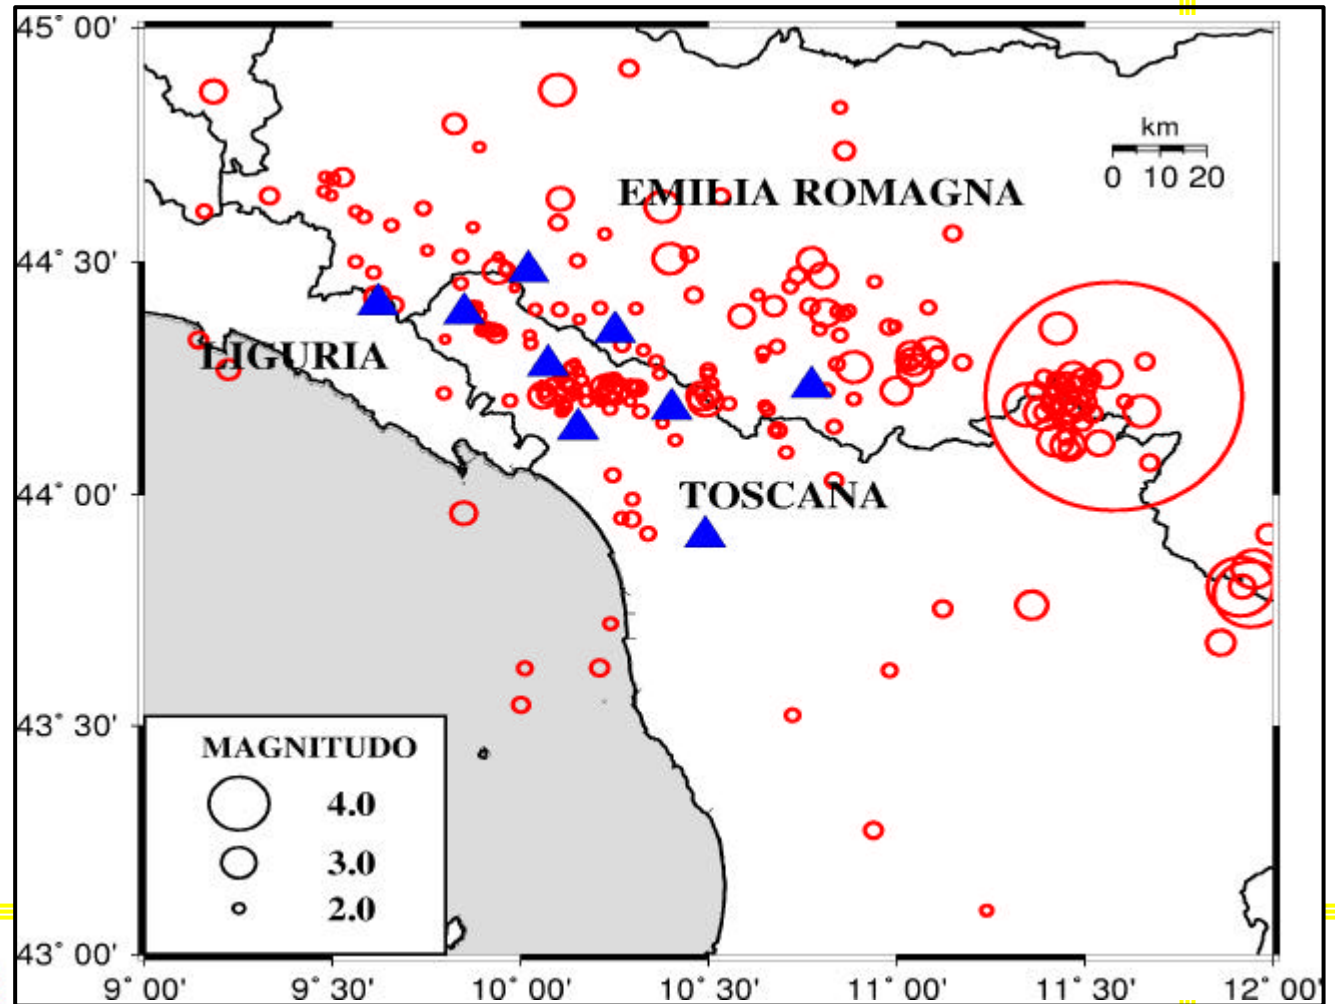 45° 00'
km
0 10 20
EMILIA ROMAGNA
44° 30'
LIGURIA
44° 00'
TOSCANA
43° 30'
MAGNITUDO
4.0
3.0
2.0
43° 00'
9° 00' 9° 30' 10° 00' 10° 30' 11° 00' 11° 30' 12° 00'